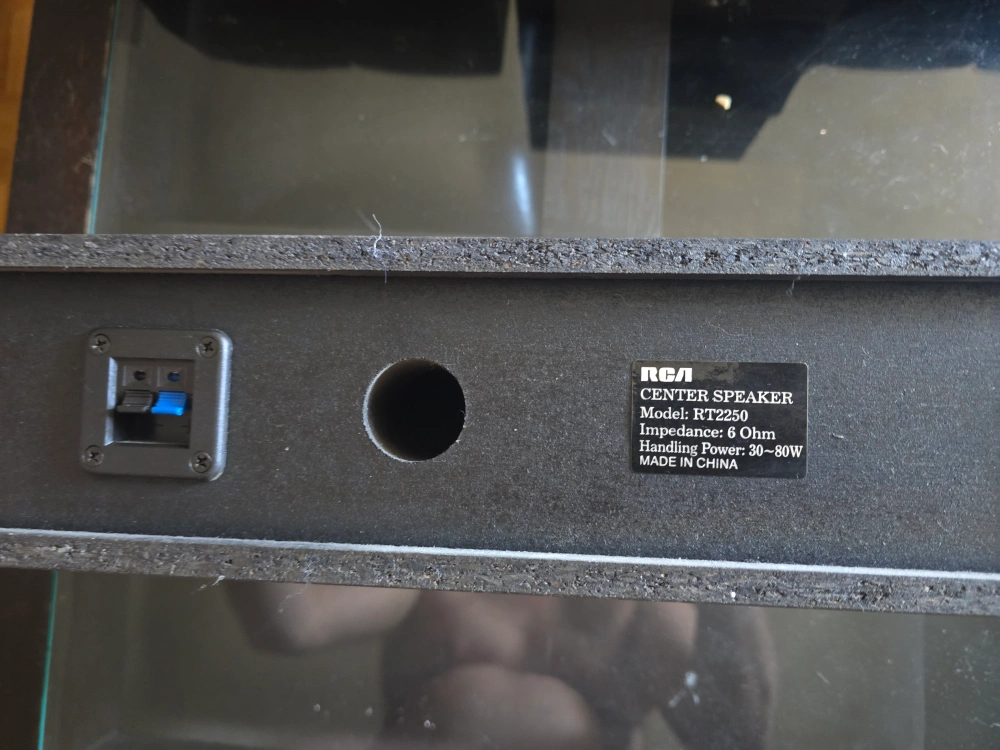 RCA
CENTER SPEAKER
Model: RT2250
Impedance: 6 Ohm
Handling Power: 30~80W
MADE IN CHINA